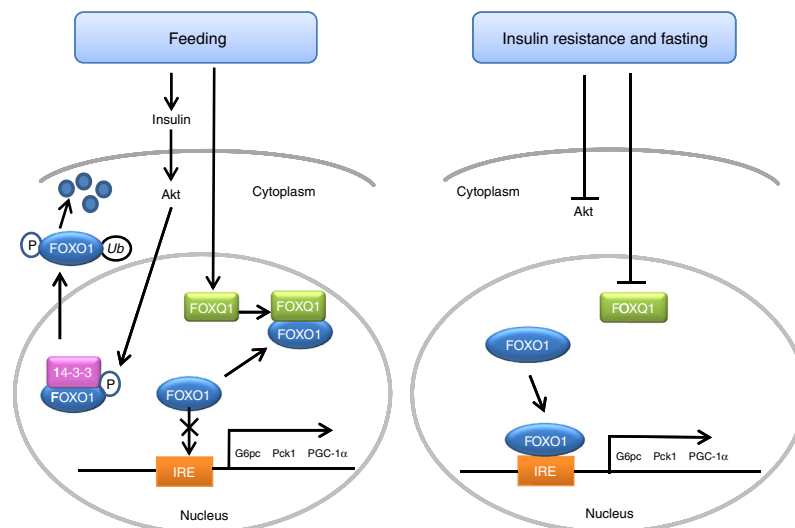 Feeding
Insulin
Akt
Cytoplasm
P
FOXO1
Ub
FOXQ1
FOXQ1
FOXO1
14-3-3
P
FOXO1
FOXO1
IRE
G6pc Pck1 PGC-1α
Nucleus
Insulin resistance and fasting
Cytoplasm
Akt
FOXQ1
FOXO1
FOXO1
IRE
G6pc Pck1 PGC-1α
Nucleus